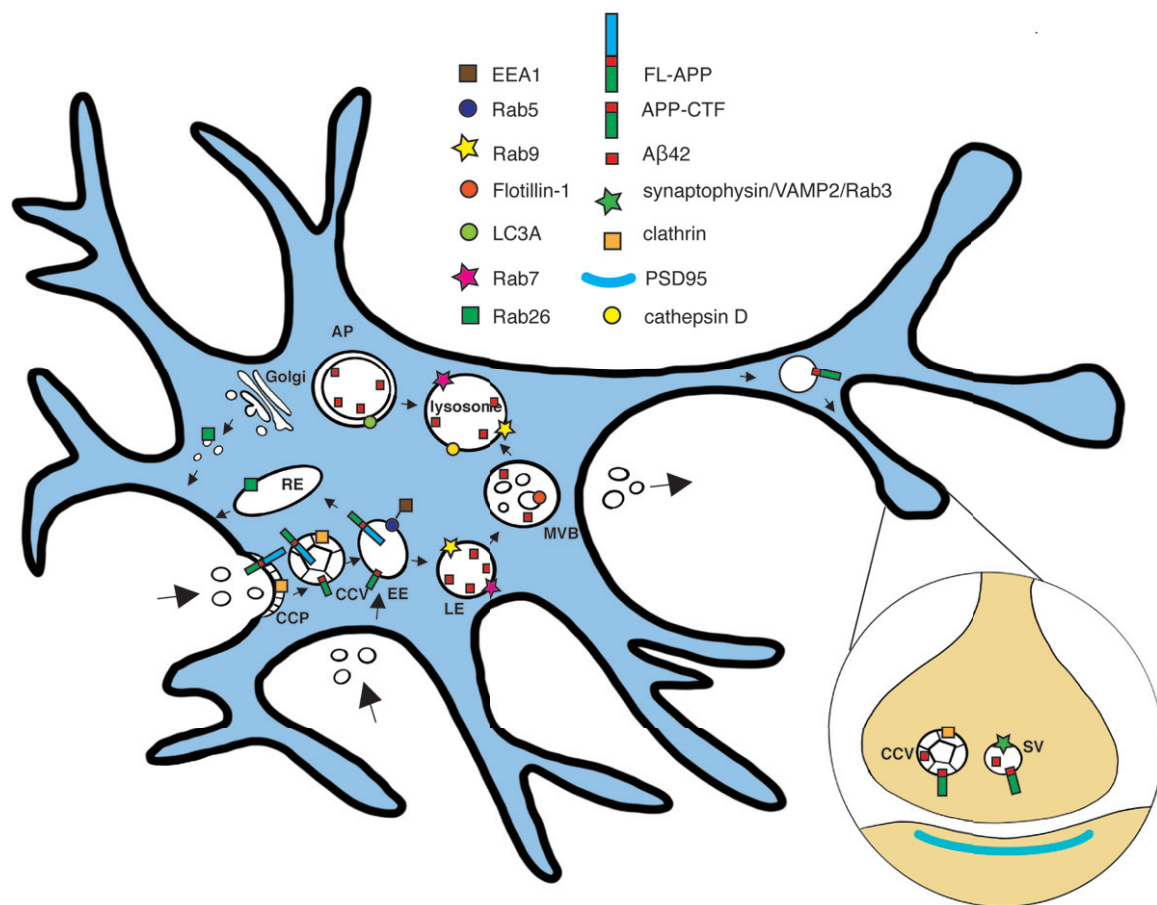 EEA1
Rab5
Rab9
Flotillin-1
LC3A
Rab7
Rab26
FL-APP
APP-CTF
Aβ42
synaptophysin/VAMP2/Rab3
clathrin
PSD95
cathepsin D
AP
Golgi
lysosome
RE
MVB
CCV
EE
LE
CCP
CCV
SV